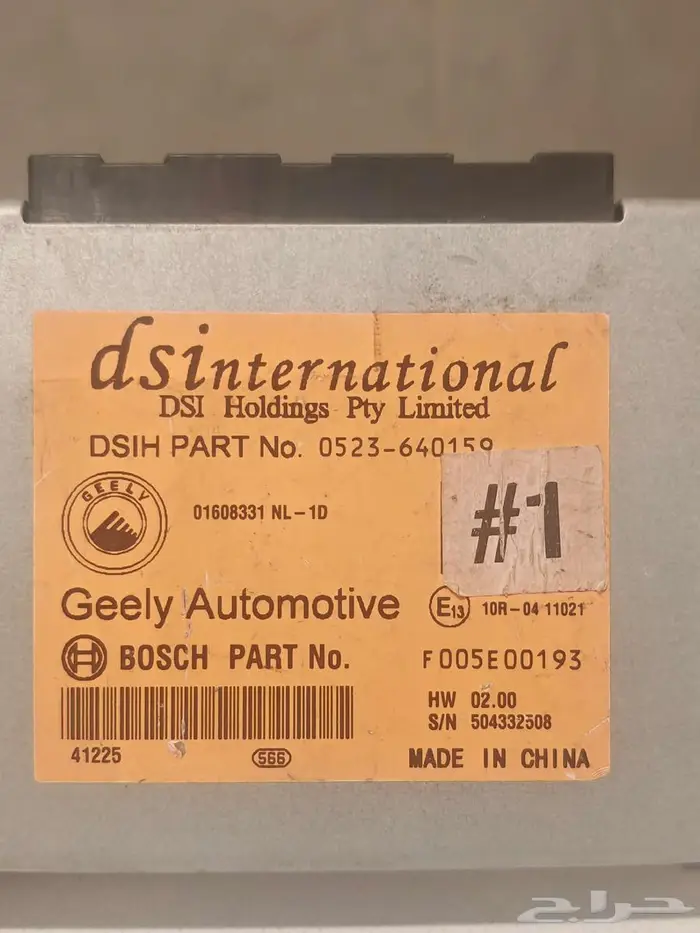 dsinternational
DSI Holdings Pty Limited
DSIH PART No. 0523-640159
#1
GEELY
01608331 NL-1D
Geely Automotive
E13 10R-04 11021
BOSCH PART No. F005E00193
HW 02.00
S/N 504332508
41225
566
MADE IN CHINA
حراج